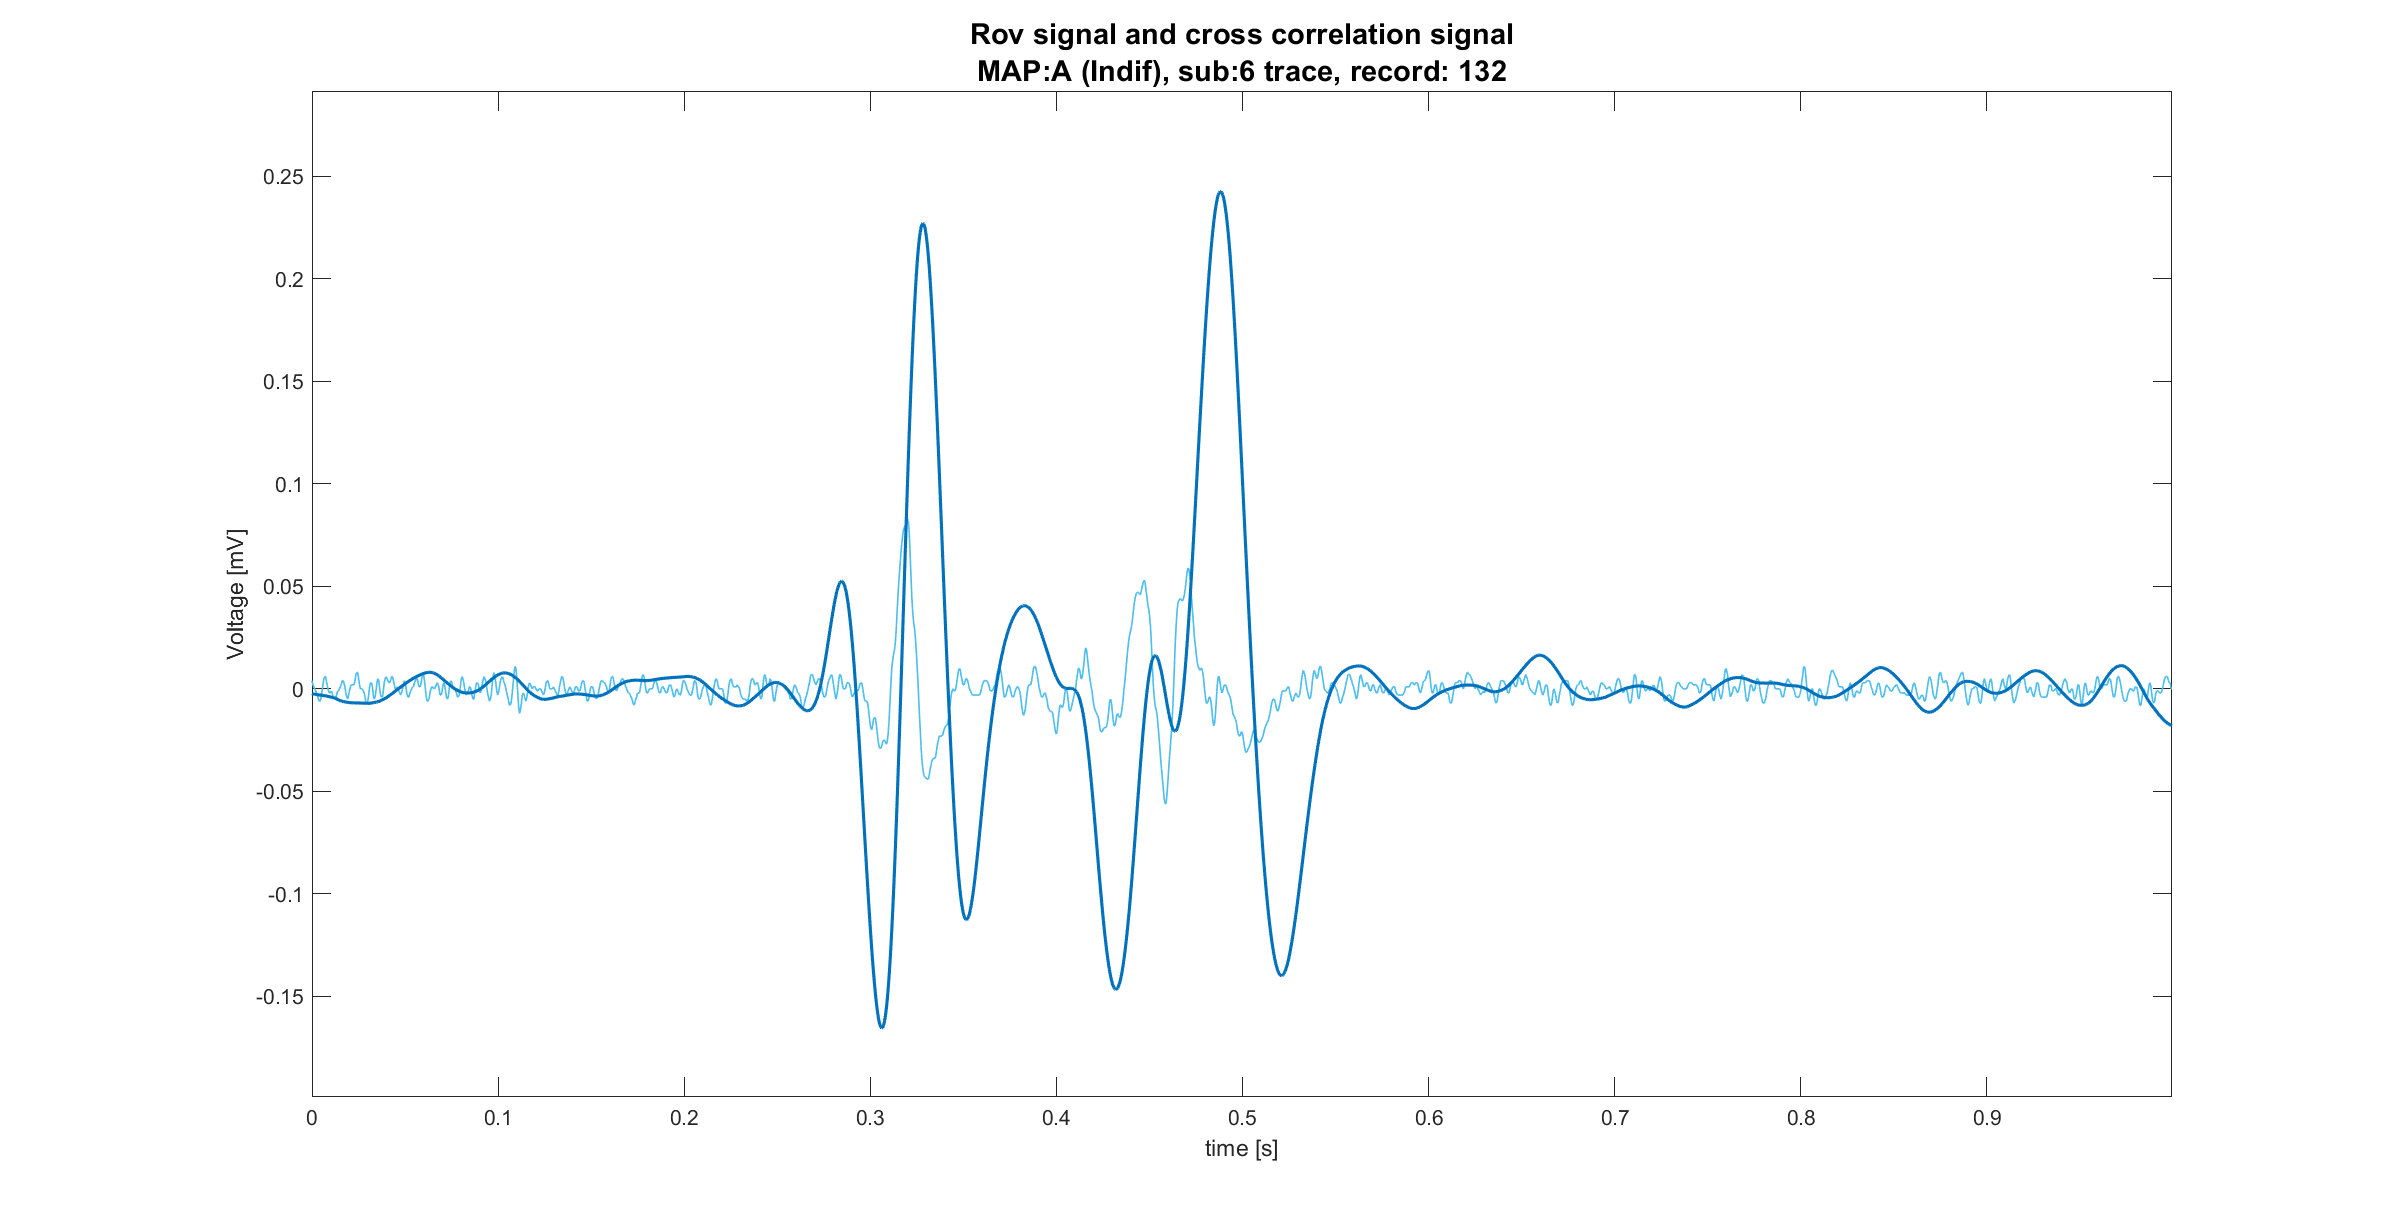 Rov signal and cross correlation signal
MAP:A (Indif), sub:6 trace, record: 132
0.25
0.2
0.15
0.1
0.05
0
-0.05
-0.1
-0.15
Voltage [mV]
0 0.1 0.2 0.3 0.4 0.5 0.6 0.7 0.8 0.9
time [s]